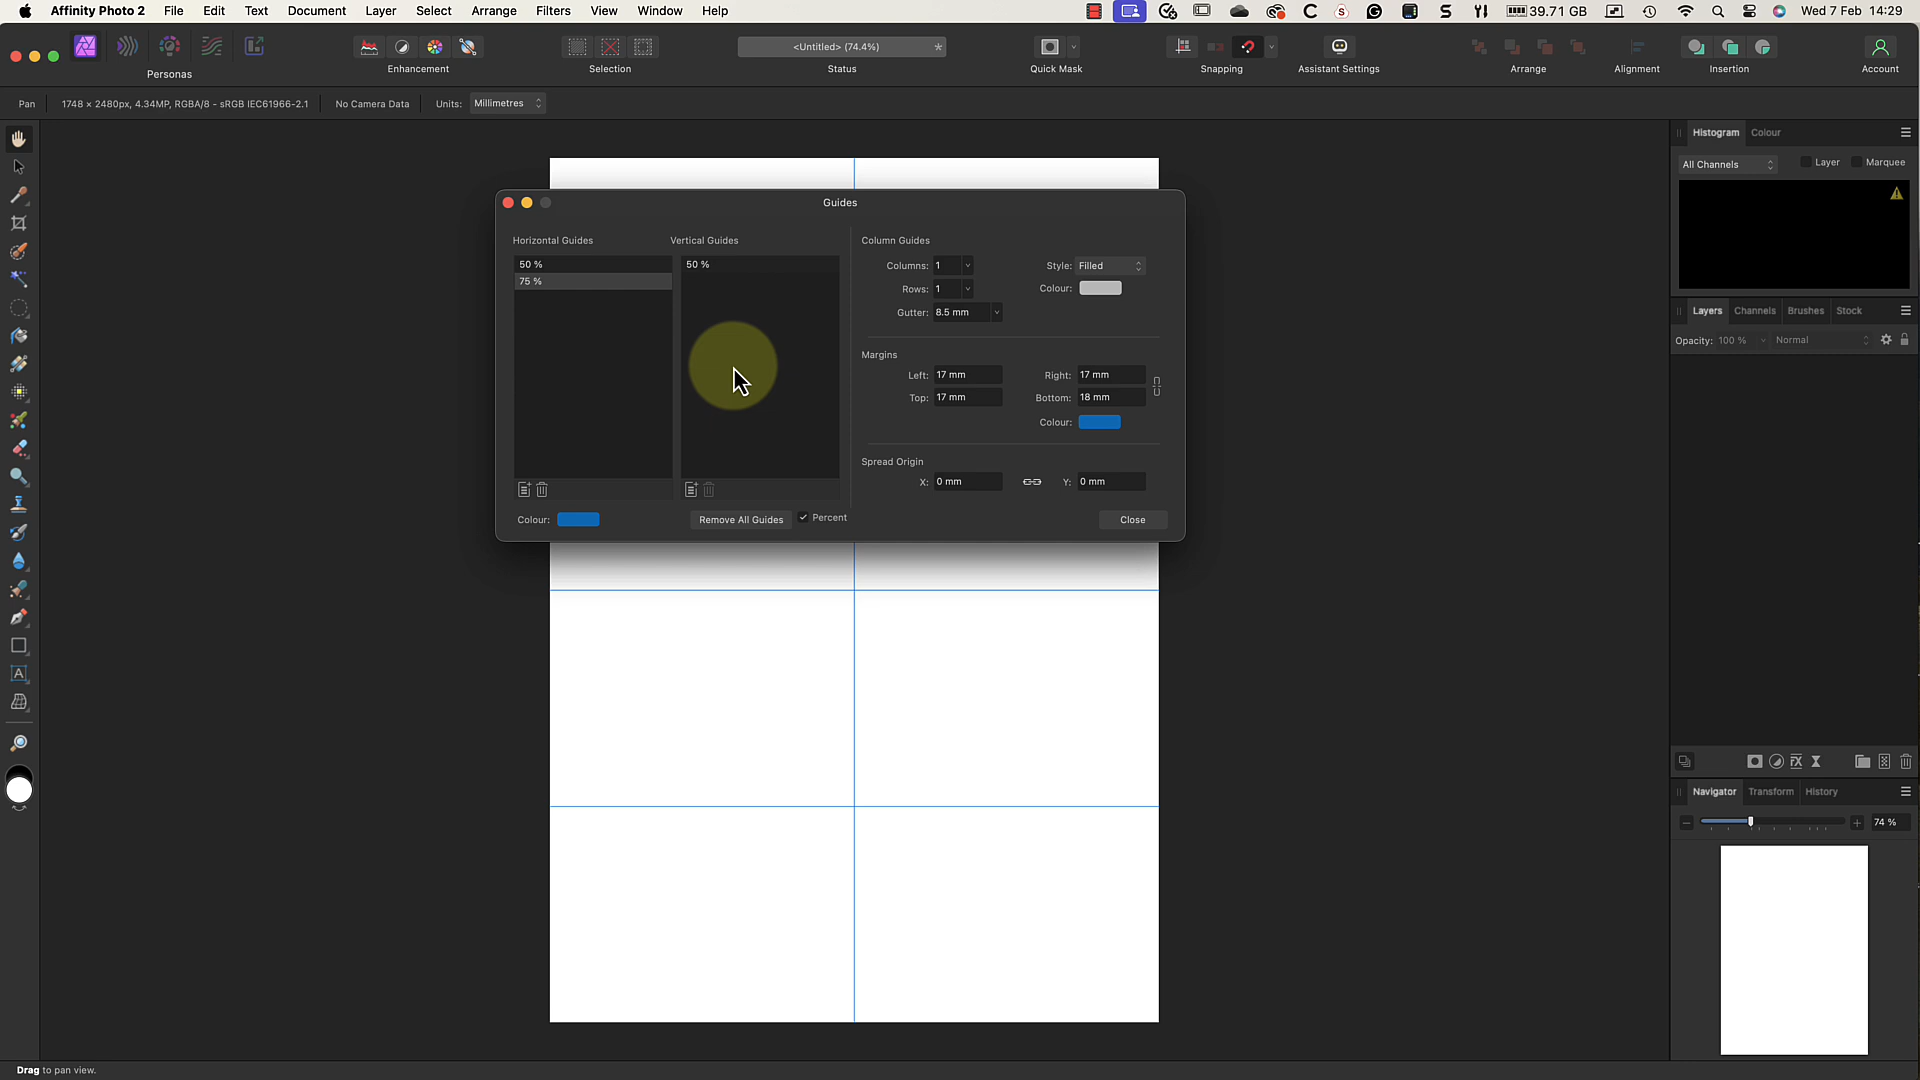 Affinity Photo 2 File Edit Text Document Layer Select Arrange Filters View Window Help 39.71 GB Wed 7 Feb 14:29
<Untitled> (74.4%) *
Personas Enhancement Selection Status Quick Mask Snapping Assistant Settings Arrange Alignment Insertion Account
Pan 1748 × 2480px, 4.34MP, RGBA/8 - sRGB IEC61966-2.1 No Camera Data Units: Millimetres
Histogram Colour
All Channels Layer Marquee
Guides
Horizontal Guides Vertical Guides Column Guides
50 % 50 % Columns: 1 Style: Filled
75 % Rows: 1 Colour:
Gutter: 8.5 mm
Layers Channels Brushes Stock
Opacity: 100 % Normal
Margins
Left: 17 mm Right: 17 mm
Top: 17 mm Bottom: 18 mm
Colour:
Spread Origin
X: 0 mm Y: 0 mm
Colour: Remove All Guides Percent Close
FX
Navigator Transform History
74 %
A
Drag to pan view.